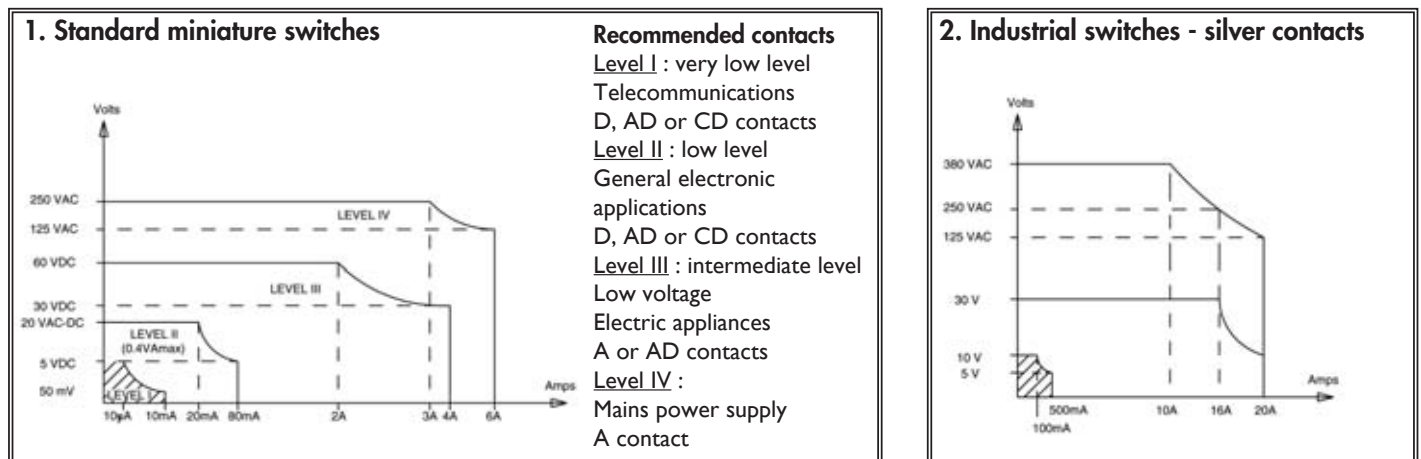 1. Standard miniature switches
Volts
250 VAC
LEVEL IV
125 VAC
60 VDC
LEVEL III
30 VDC
20 VAC-DC
LEVEL II
(0.4VAmax)
5 VDC
50 mV
LEVEL I
Amps
10µA 10mA 20mA 80mA 2A 3A 4A 6A
Recommended contacts
Level I : very low level
Telecommunications
D, AD or CD contacts
Level II : low level
General electronic
applications
D, AD or CD contacts
Level III : intermediate level
Low voltage
Electric appliances
A or AD contacts
Level IV :
Mains power supply
A contact
2. Industrial switches - silver contacts
Volts
380 VAC
250 VAC
125 VAC
30 V
10 V
5 V
Amps
500mA 10A 16A 20A
100mA